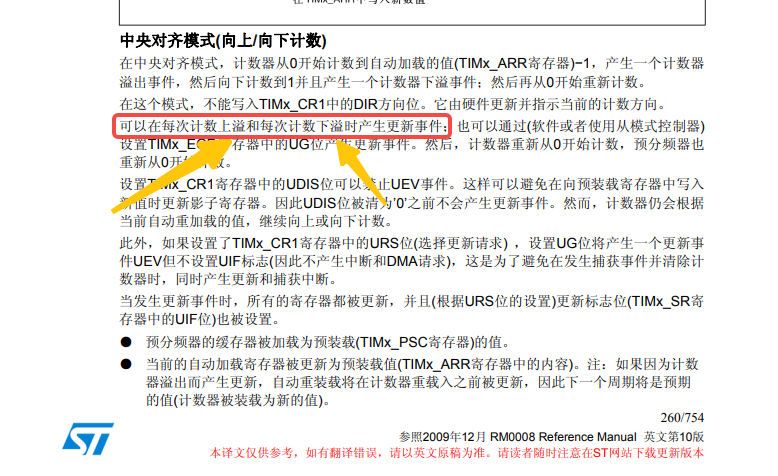 中央对齐模式(向上/向下计数)
在中央对齐模式，计数器从0开始计数到自动加载的值(TIMx_ARR寄存器)−1，产生一个计数器
溢出事件，然后向下计数到1并且产生一个计数器下溢事件；然后再从0开始重新计数。
在这个模式，不能写入TIMx_CR1中的DIR方向位。它由硬件更新并指示当前的计数方向。
可以在每次计数上溢和每次计数下溢时产生更新事件；也可以通过(软件或者使用从模式控制器)
设置TIMx_EGR寄存器中的UG位产生更新事件。然后，计数器重新从0开始计数，预分频器也
重新从0开始计数。
设置TIMx_CR1寄存器中的UDIS位可以禁止UEV事件。这样可以避免在向预装载寄存器中写入
新值时更新影子寄存器。因此UDIS位被清为'0'之前不会产生更新事件。然而，计数器仍会根据
当前自动重加载的值，继续向上或向下计数。
此外，如果设置了TIMx_CR1寄存器中的URS位(选择更新请求) ，设置UG位将产生一个更新事
件UEV但不设置UIF标志(因此不产生中断和DMA请求)，这是为了避免在发生捕获事件并清除计
数器时，同时产生更新和捕获中断。
当发生更新事件时，所有的寄存器都被更新，并且(根据URS位的设置)更新标志位(TIMx_SR寄
存器中的UIF位)也被设置。
● 预分频器的缓存器被加载为预装载(TIMx_PSC寄存器)的值。
● 当前的自动加载寄存器被更新为预装载值(TIMx_ARR寄存器中的内容)。注：如果因为计数
器溢出而产生更新，自动重装载将在计数器重载入之前被更新，因此下一个周期将是预期
的值(计数器被装载为新的值)。
260/754
ST
参照2009年12月 RM0008 Reference Manual 英文第10版
本译文仅供参考，如有翻译错误，请以英文原稿为准。请读者随时注意在ST网站下载更新版本